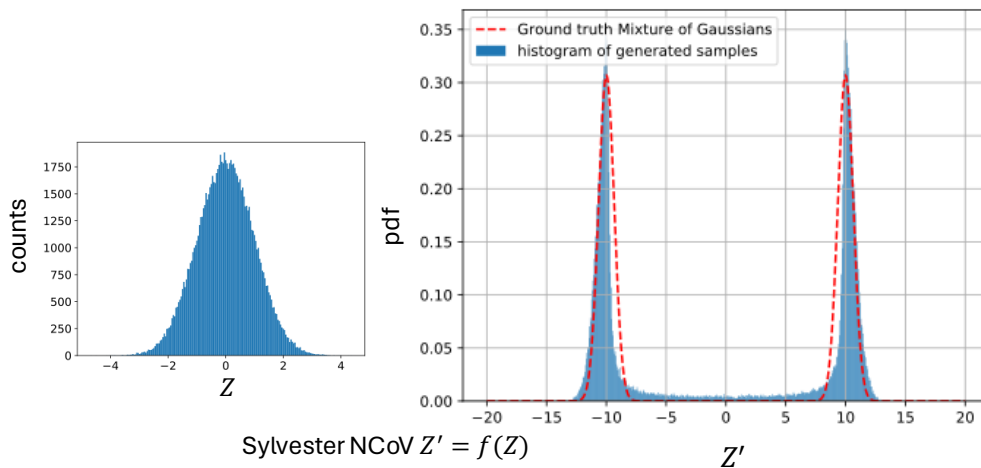 Ground truth Mixture of Gaussians
histogram of generated samples
0.35
0.30
0.25
0.20
0.15
0.10
0.05
0.00
pdf
−20 −15 −10 −5 0 5 10 15 20
Z′
1750
1500
1250
1000
750
500
250
0
counts
−4 −2 0 2 4
Z
Sylvester NCoV Z′ = f(Z)